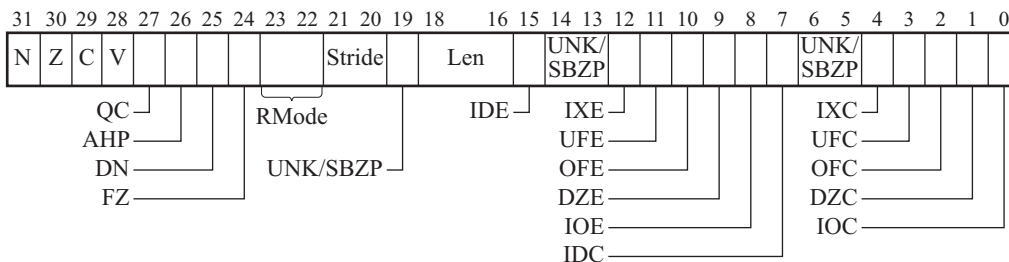 31 30 29 28 27 26 25 24 23 22 21 20 19 18 16 15 14 13 12 11 10 9 8 7 6 5 4 3 2 1 0
N Z C V Stride Len UNK/ SBZP UNK/ SBZP
QC RMode IDE IXE IXC
AHP UFE UFC
DN UNK/SBZP OFE OFC
FZ DZE DZC
IOE IOC
IDC